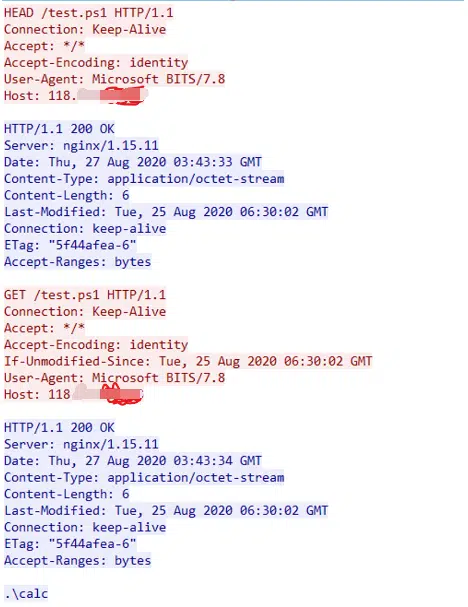 HEAD /test.ps1 HTTP/1.1
Connection: Keep-Alive
Accept: */*
Accept-Encoding: identity
User-Agent: Microsoft BITS/7.8
Host: 118.
HTTP/1.1 200 OK
Server: nginx/1.15.11
Date: Thu, 27 Aug 2020 03:43:33 GMT
Content-Type: application/octet-stream
Content-Length: 6
Last-Modified: Tue, 25 Aug 2020 06:30:02 GMT
Connection: keep-alive
ETag: "5f44afea-6"
Accept-Ranges: bytes
GET /test.ps1 HTTP/1.1
Connection: Keep-Alive
Accept: */*
Accept-Encoding: identity
If-Unmodified-Since: Tue, 25 Aug 2020 06:30:02 GMT
User-Agent: Microsoft BITS/7.8
Host: 118
HTTP/1.1 200 OK
Server: nginx/1.15.11
Date: Thu, 27 Aug 2020 03:43:34 GMT
Content-Type: application/octet-stream
Content-Length: 6
Last-Modified: Tue, 25 Aug 2020 06:30:02 GMT
Connection: keep-alive
ETag: "5f44afea-6"
Accept-Ranges: bytes
.\calc